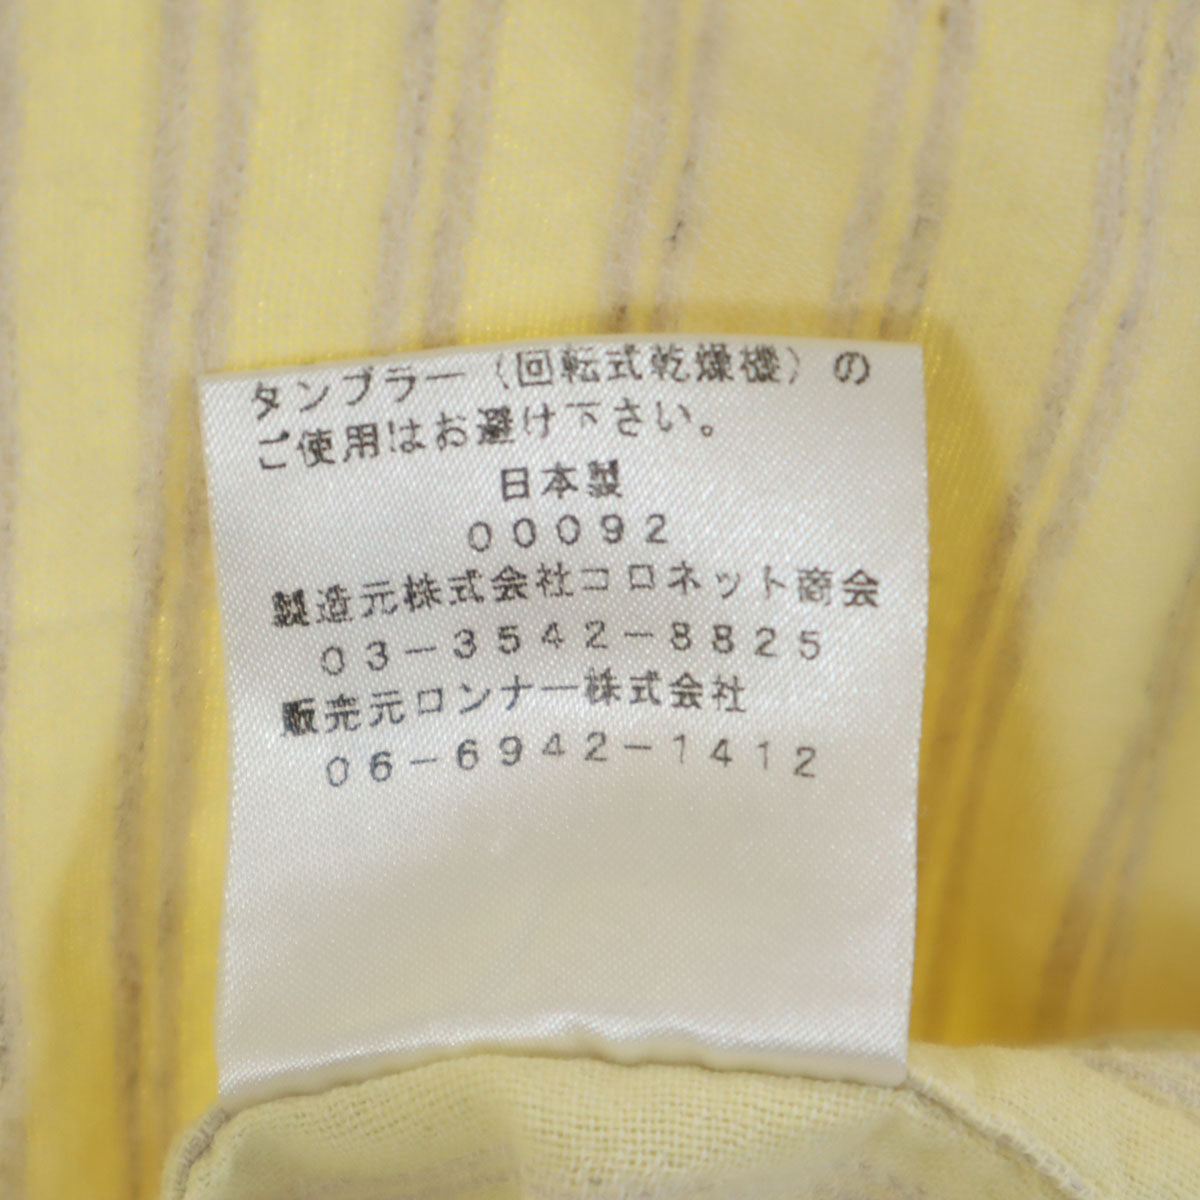 タンブラー（回転式乾燥機）の
ご使用はお避け下さい。
日本製
00092
製造元株式会社コロネット商会
03-3542-8825
販売元ロンナー株式会社
06-6942-1412